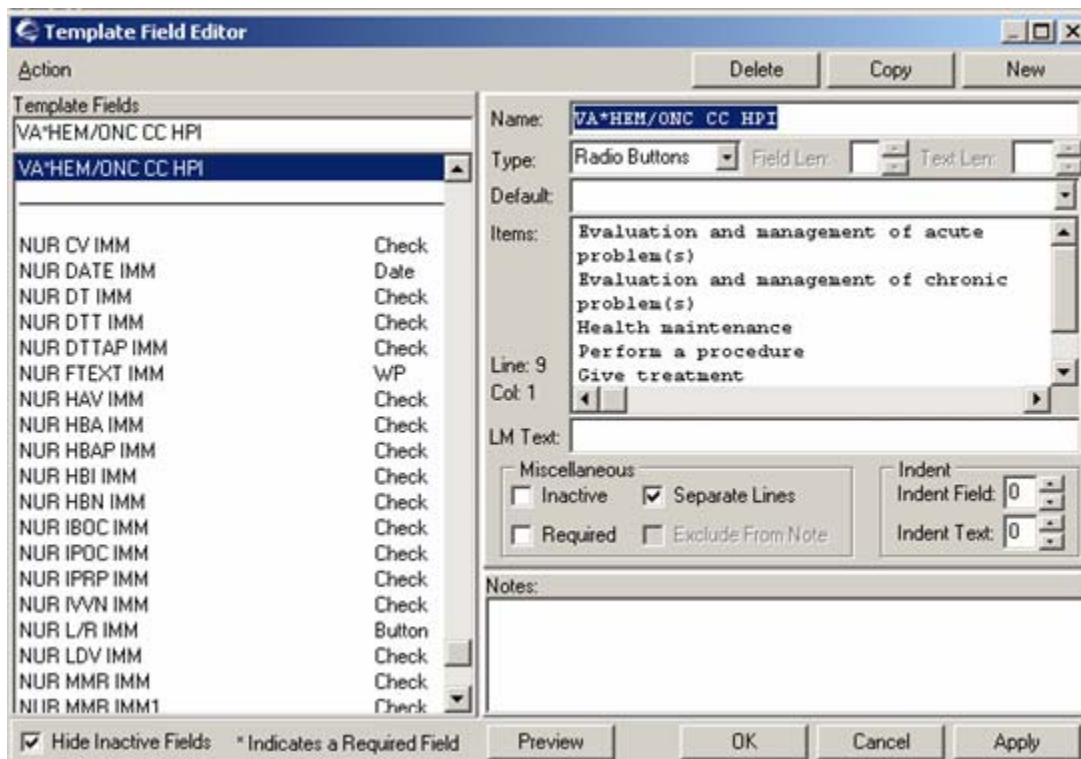 Template Field Editor
Action
Delete Copy New
Template Fields
VA*HEM/ONC CC HPI
VA*HEM/ONC CC HPI
NUR CV IMM Check
NUR DATE IMM Date
NUR DT IMM Check
NUR DTT IMM Check
NUR DTTAP IMM Check
NUR FTEXT IMM WP
NUR HAV IMM Check
NUR HBA IMM Check
NUR HBAP IMM Check
NUR HBI IMM Check
NUR HBN IMM Check
NUR IBOC IMM Check
NUR IPOC IMM Check
NUR IPRP IMM Check
NUR IVVN IMM Check
NUR L/R IMM Button
NUR LDV IMM Check
NUR MMR IMM Check
NUR MMR IMM1 Check
Name: VA*HEM/ONC CC HPI
Type: Radio Buttons Field Len: Text Len:
Default:
Items: Evaluation and management of acute
problem(s)
Evaluation and management of chronic
problem(s)
Health maintenance
Perform a procedure
Give treatment
Line: 9
Col: 1
LM Text:
Miscellaneous
Inactive Separate Lines
Required Exclude From Note
Indent
Indent Field: 0
Indent Text: 0
Notes:
Hide Inactive Fields * Indicates a Required Field Preview OK Cancel Apply